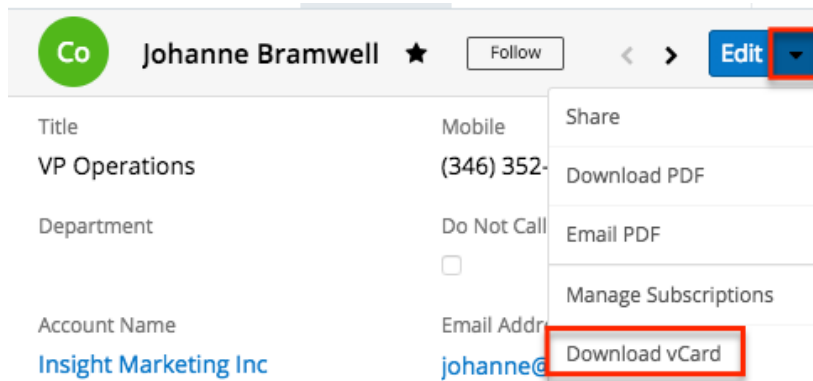 Co Johanne Bramwell Follow Edit
Title Mobile Share
VP Operations (346) 352- Download PDF
Department Do Not Call Email PDF
Manage Subscriptions
Account Name Email Addr
Download vCard
Insight Marketing Inc johanne@